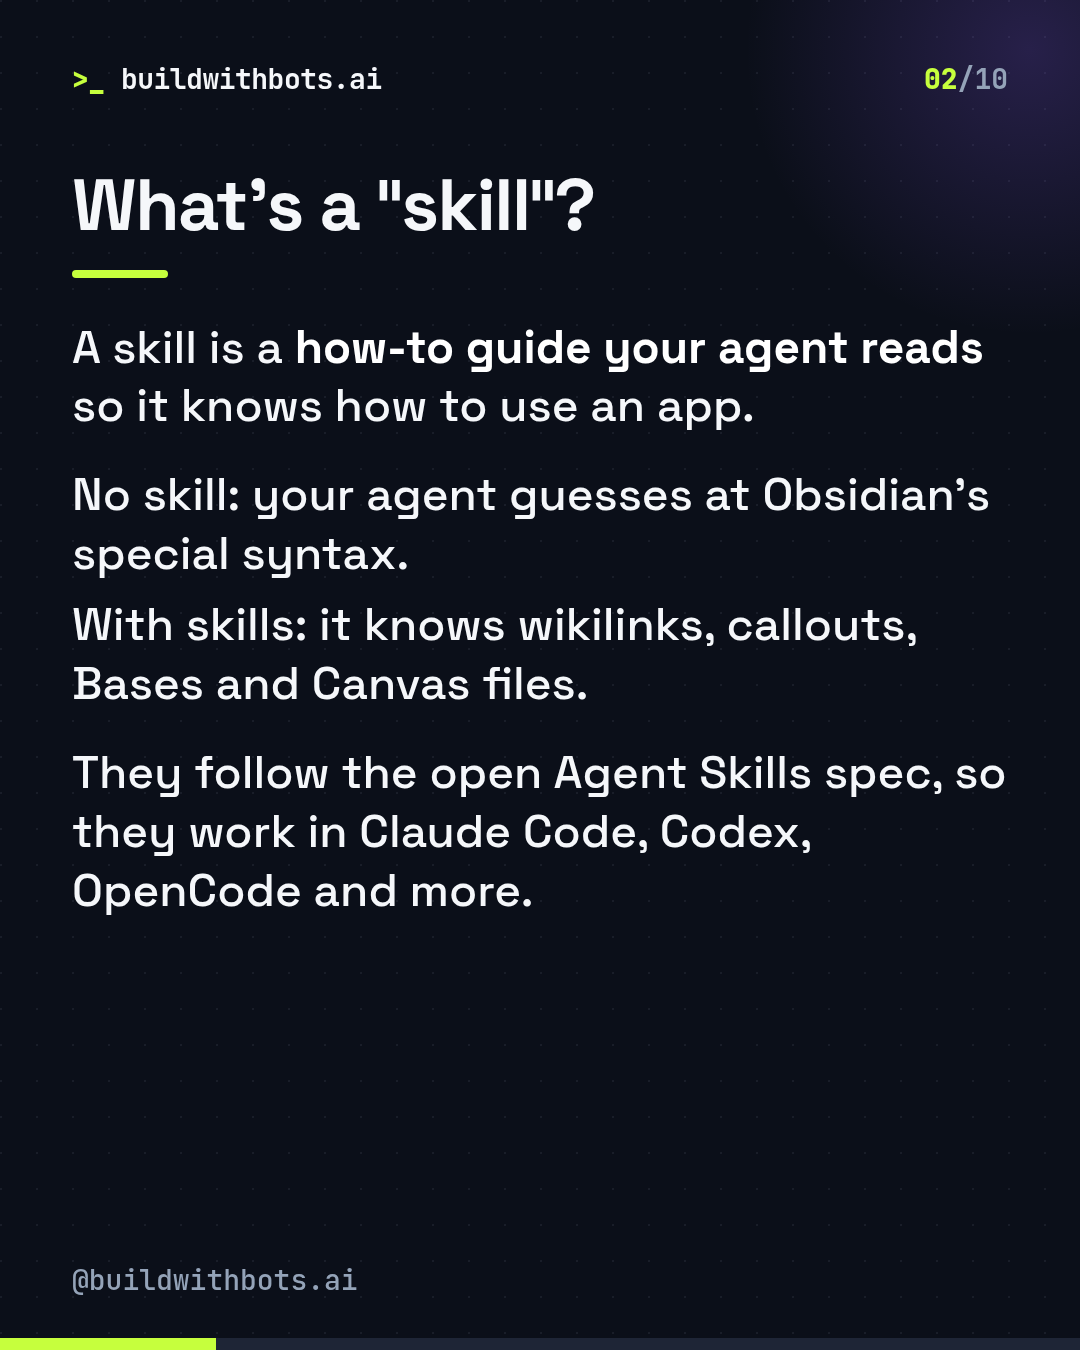 >_ buildwithbots.ai
02/10
What’s a "skill"?
A skill is a how-to guide your agent reads
so it knows how to use an app.
No skill: your agent guesses at Obsidian’s
special syntax.
With skills: it knows wikilinks, callouts,
Bases and Canvas files.
They follow the open Agent Skills spec, so
they work in Claude Code, Codex,
OpenCode and more.
@buildwithbots.ai